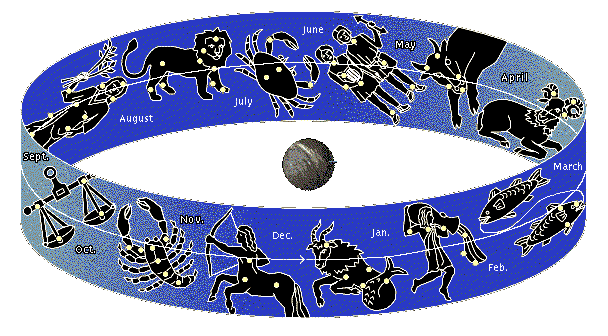 June
May
April
July
August
March
Sept.
Nov.
Dec.
Jan.
Oct.
Feb.